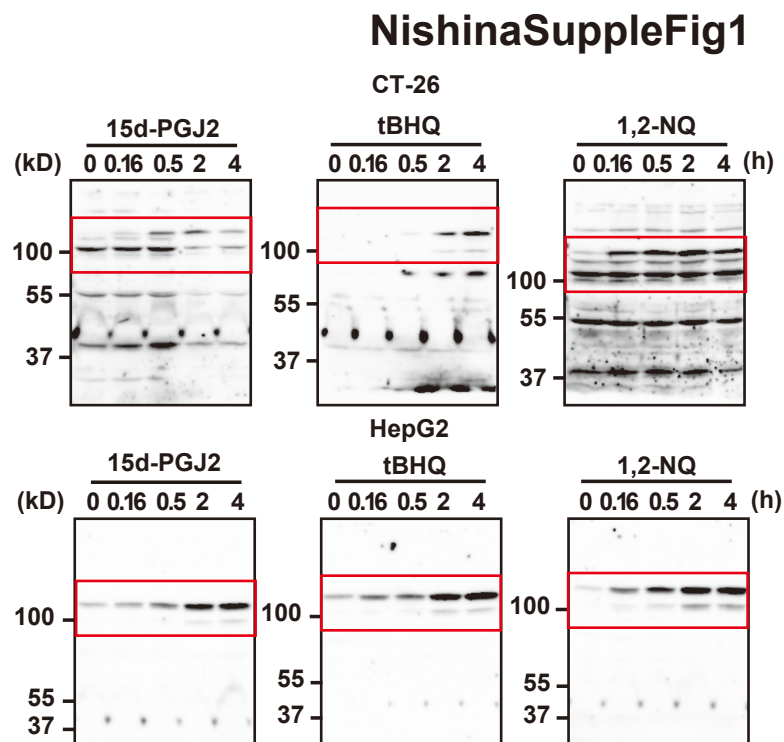 NishinaSuppleFig1
CT-26
15d-PGJ2 tBHQ 1,2-NQ
(kD) 0 0.16 0.5 2 4 0 0.16 0.5 2 4 0 0.16 0.5 2 4 (h)
100 100 100
55 55 55
37 37 37
HepG2
15d-PGJ2 tBHQ 1,2-NQ
(kD) 0 0.16 0.5 2 4 0 0.16 0.5 2 4 0 0.16 0.5 2 4 (h)
100 100 100
55 55 55
37 37 37